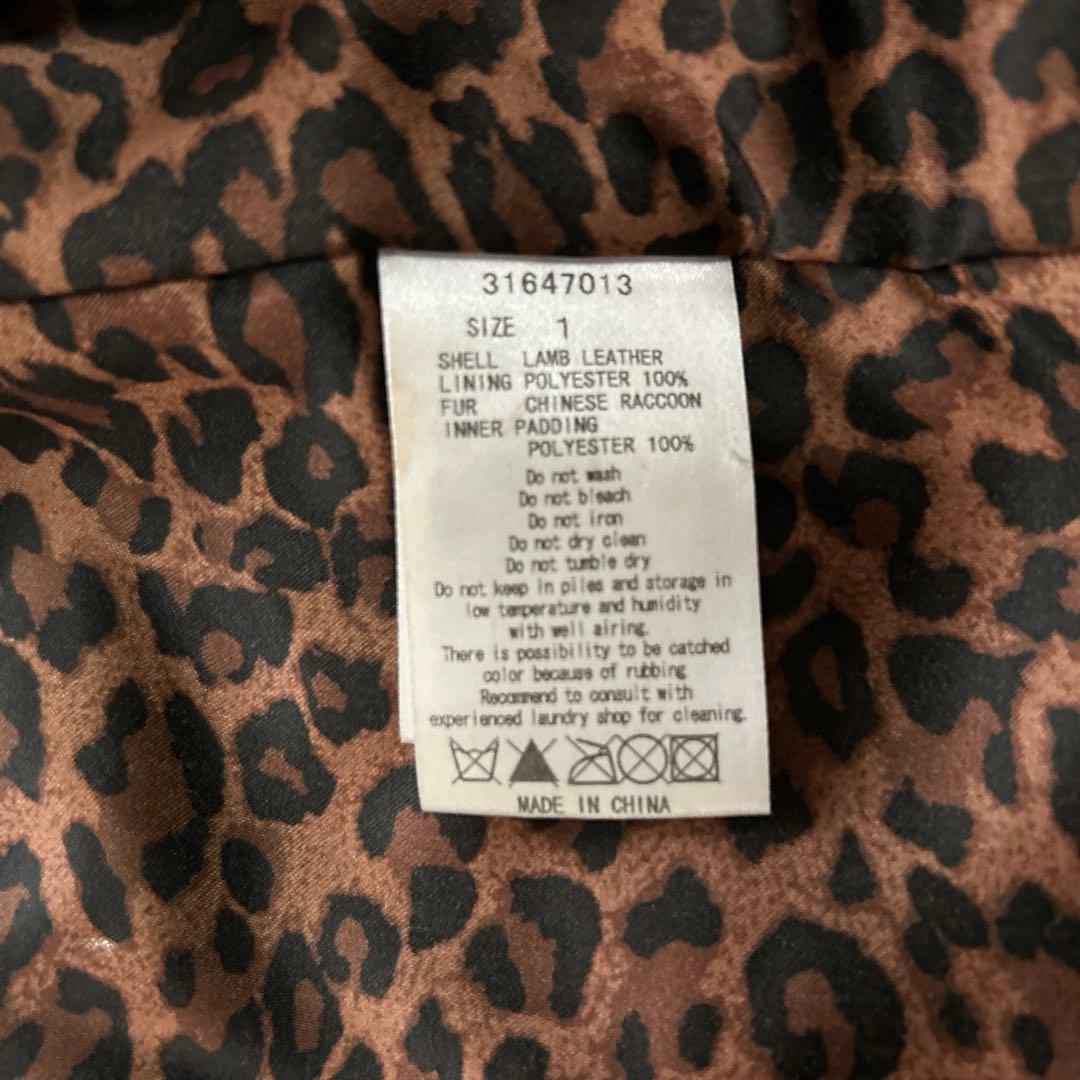 31647013
SIZE 1
SHELL LAMB LEATHER
LINING POLYESTER 100%
FUR CHINESE RACCOON
INNER PADDING
POLYESTER 100%
Do not wash
Do not bleach
Do not iron
Do not dry clean
Do not tumble dry
Do not keep in piles and storage in
low temperature and humidity
with well airing.
There is possibility to be catched
color because of rubbing
Recommend to consult with
experienced laundry shop for cleaning.
MADE IN CHINA